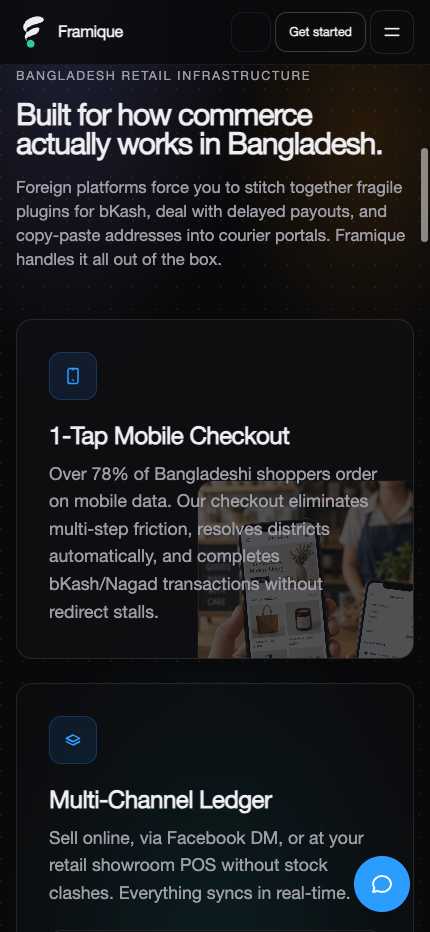 Framique
Get started
BANGLADESH RETAIL INFRASTRUCTURE
Built for how commerce
actually works in Bangladesh.
Foreign platforms force you to stitch together fragile
plugins for bKash, deal with delayed payouts, and
copy-paste addresses into courier portals. Framique
handles it all out of the box.
1-Tap Mobile Checkout
Over 78% of Bangladeshi shoppers order
on mobile data. Our checkout eliminates
multi-step friction, resolves districts
automatically, and completes
bKash/Nagad transactions without
redirect stalls.
Multi-Channel Ledger
Sell online, via Facebook DM, or at your
retail showroom POS without stock
clashes. Everything syncs in real-time.